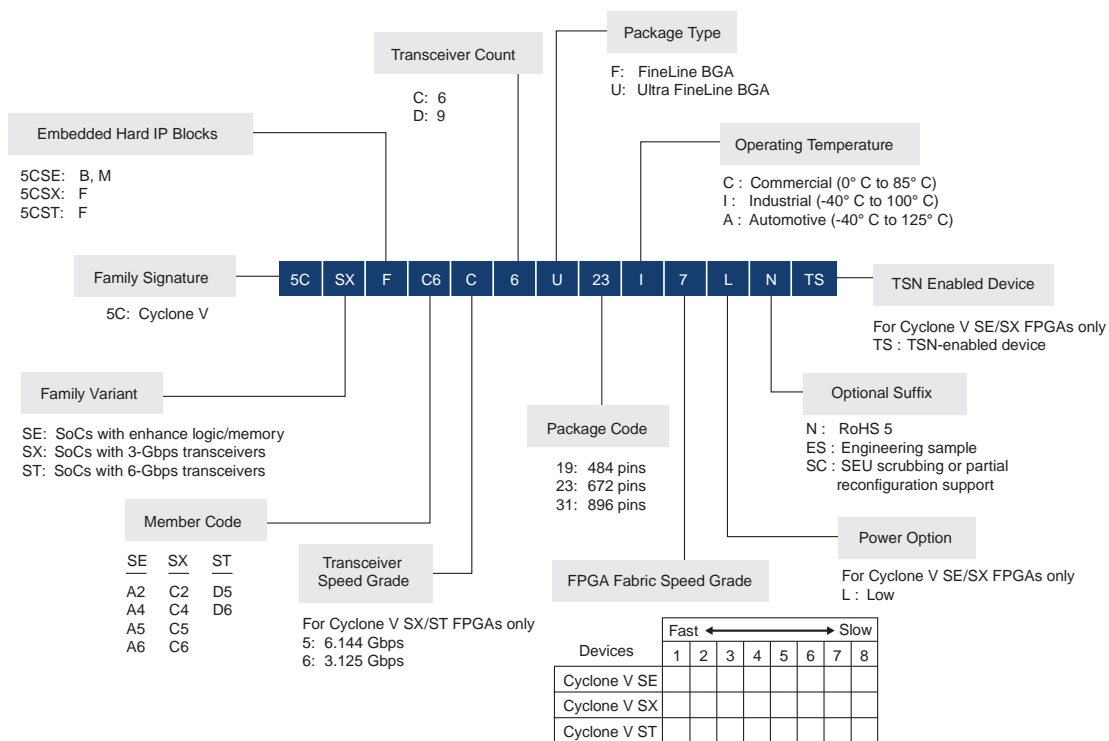 Package Type
F: FineLine BGA
U: Ultra FineLine BGA
Transceiver Count
C: 6
D: 9
Embedded Hard IP Blocks
5CSE: B, M
5CSX: F
5CST: F
Operating Temperature
C : Commercial (0° C to 85° C)
I : Industrial (-40° C to 100° C)
A : Automotive (-40° C to 125° C)
Family Signature
5C: Cyclone V
5C SX F C6 C 6 U 23 I 7 L N TS
TSN Enabled Device
For Cyclone V SE/SX FPGAs only
TS : TSN-enabled device
Family Variant
SE: SoCs with enhance logic/memory
SX: SoCs with 3-Gbps transceivers
ST: SoCs with 6-Gbps transceivers
Optional Suffix
N : RoHS 5
ES : Engineering sample
SC : SEU scrubbing or partial
reconfiguration support
Package Code
19: 484 pins
23: 672 pins
31: 896 pins
Member Code
SE SX ST
A2 C2 D5
A4 C4 D6
A5 C5
A6 C6
Transceiver
Speed Grade
For Cyclone V SX/ST FPGAs only
5: 6.144 Gbps
6: 3.125 Gbps
Power Option
For Cyclone V SE/SX FPGAs only
L : Low
FPGA Fabric Speed Grade
Fast Slow
Devices 1 2 3 4 5 6 7 8
Cyclone V SE
Cyclone V SX
Cyclone V ST